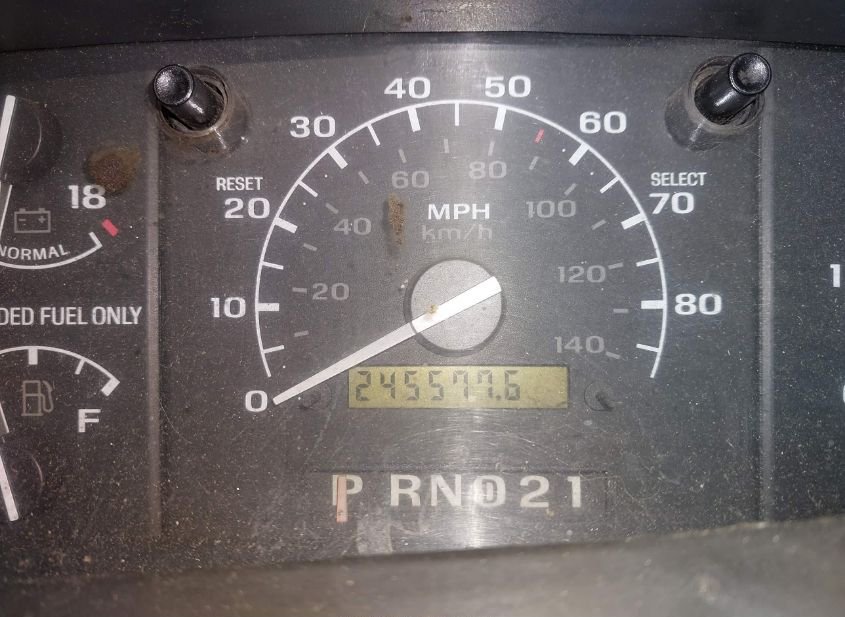 40 50
30 60
RESET
SELECT
18 20 70
80
60
MPH
40 100
km/h
NORMAL
120
10 20 80
DED FUEL ONLY
140
0
245577.6
F
P RN D 2 1